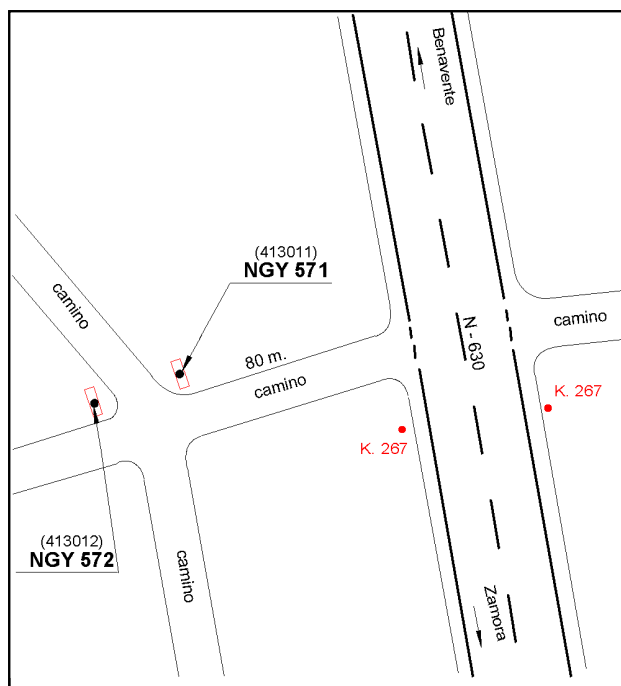 Benavente
(413011)
NGY 571
camino
80 m.
camino
N - 630
camino
K. 267
K. 267
(413012)
NGY 572
camino
Zamora